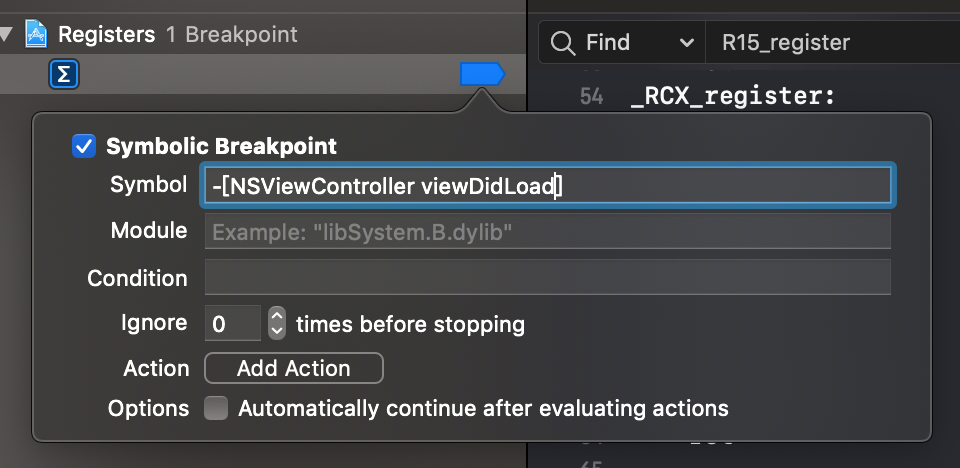 Registers 1 Breakpoint
Σ
Find
R15_register
54 _RCX_register:
Symbolic Breakpoint
Symbol -[NSViewController viewDidLoad]
Module Example: "libSystem.B.dylib"
Condition
Ignore 0 times before stopping
Action Add Action
Options Automatically continue after evaluating actions